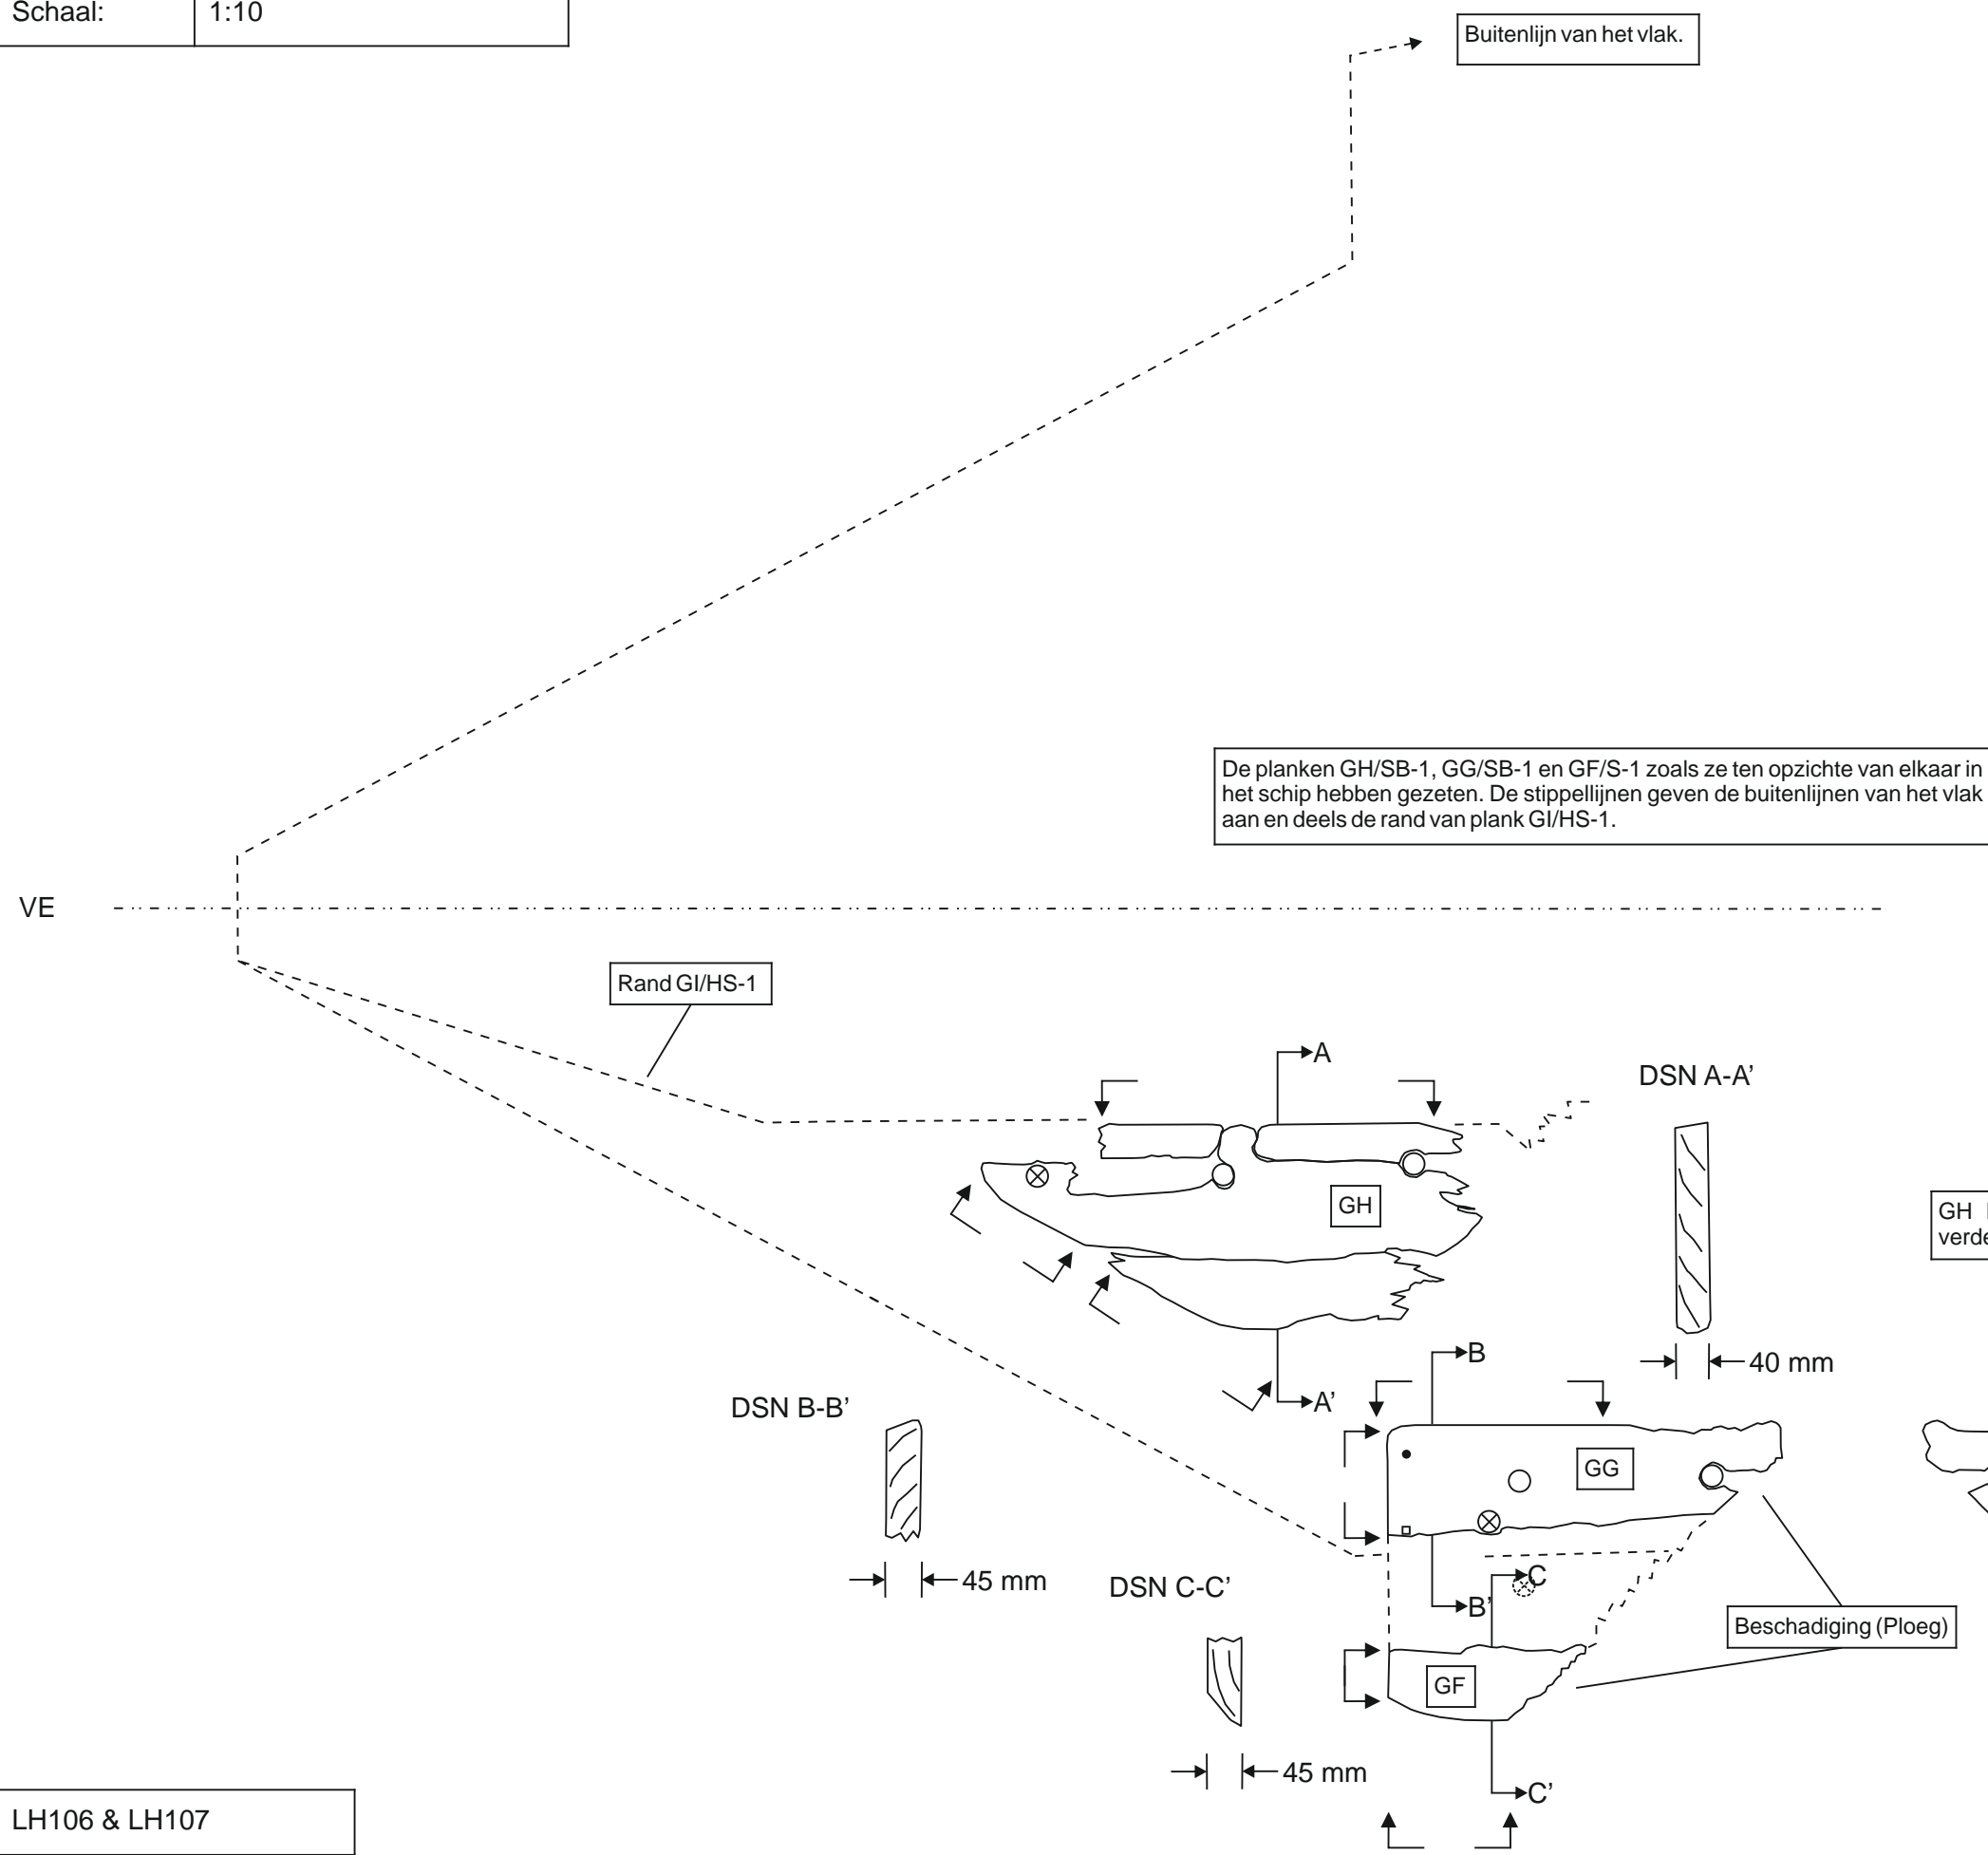 Schaal: 1:10
Buitenlijn van het vlak.
De planken GH/SB-1, GG/SB-1 en GF/S-1 zoals ze ten opzichte van elkaar in
het schip hebben gezeten. De stippellijnen geven de buitenlijnen van het vlak
aan en deels de rand van plank GI/HS-1.
VE
Rand GI/HS-1
A
DSN A-A’
GH
GH
40 mm
B
A’
DSN B-B’
GG
45 mm
DSN C-C’
C
B’
Beschadiging (Ploeg)
GF
45 mm
C’
LH106 & LH107